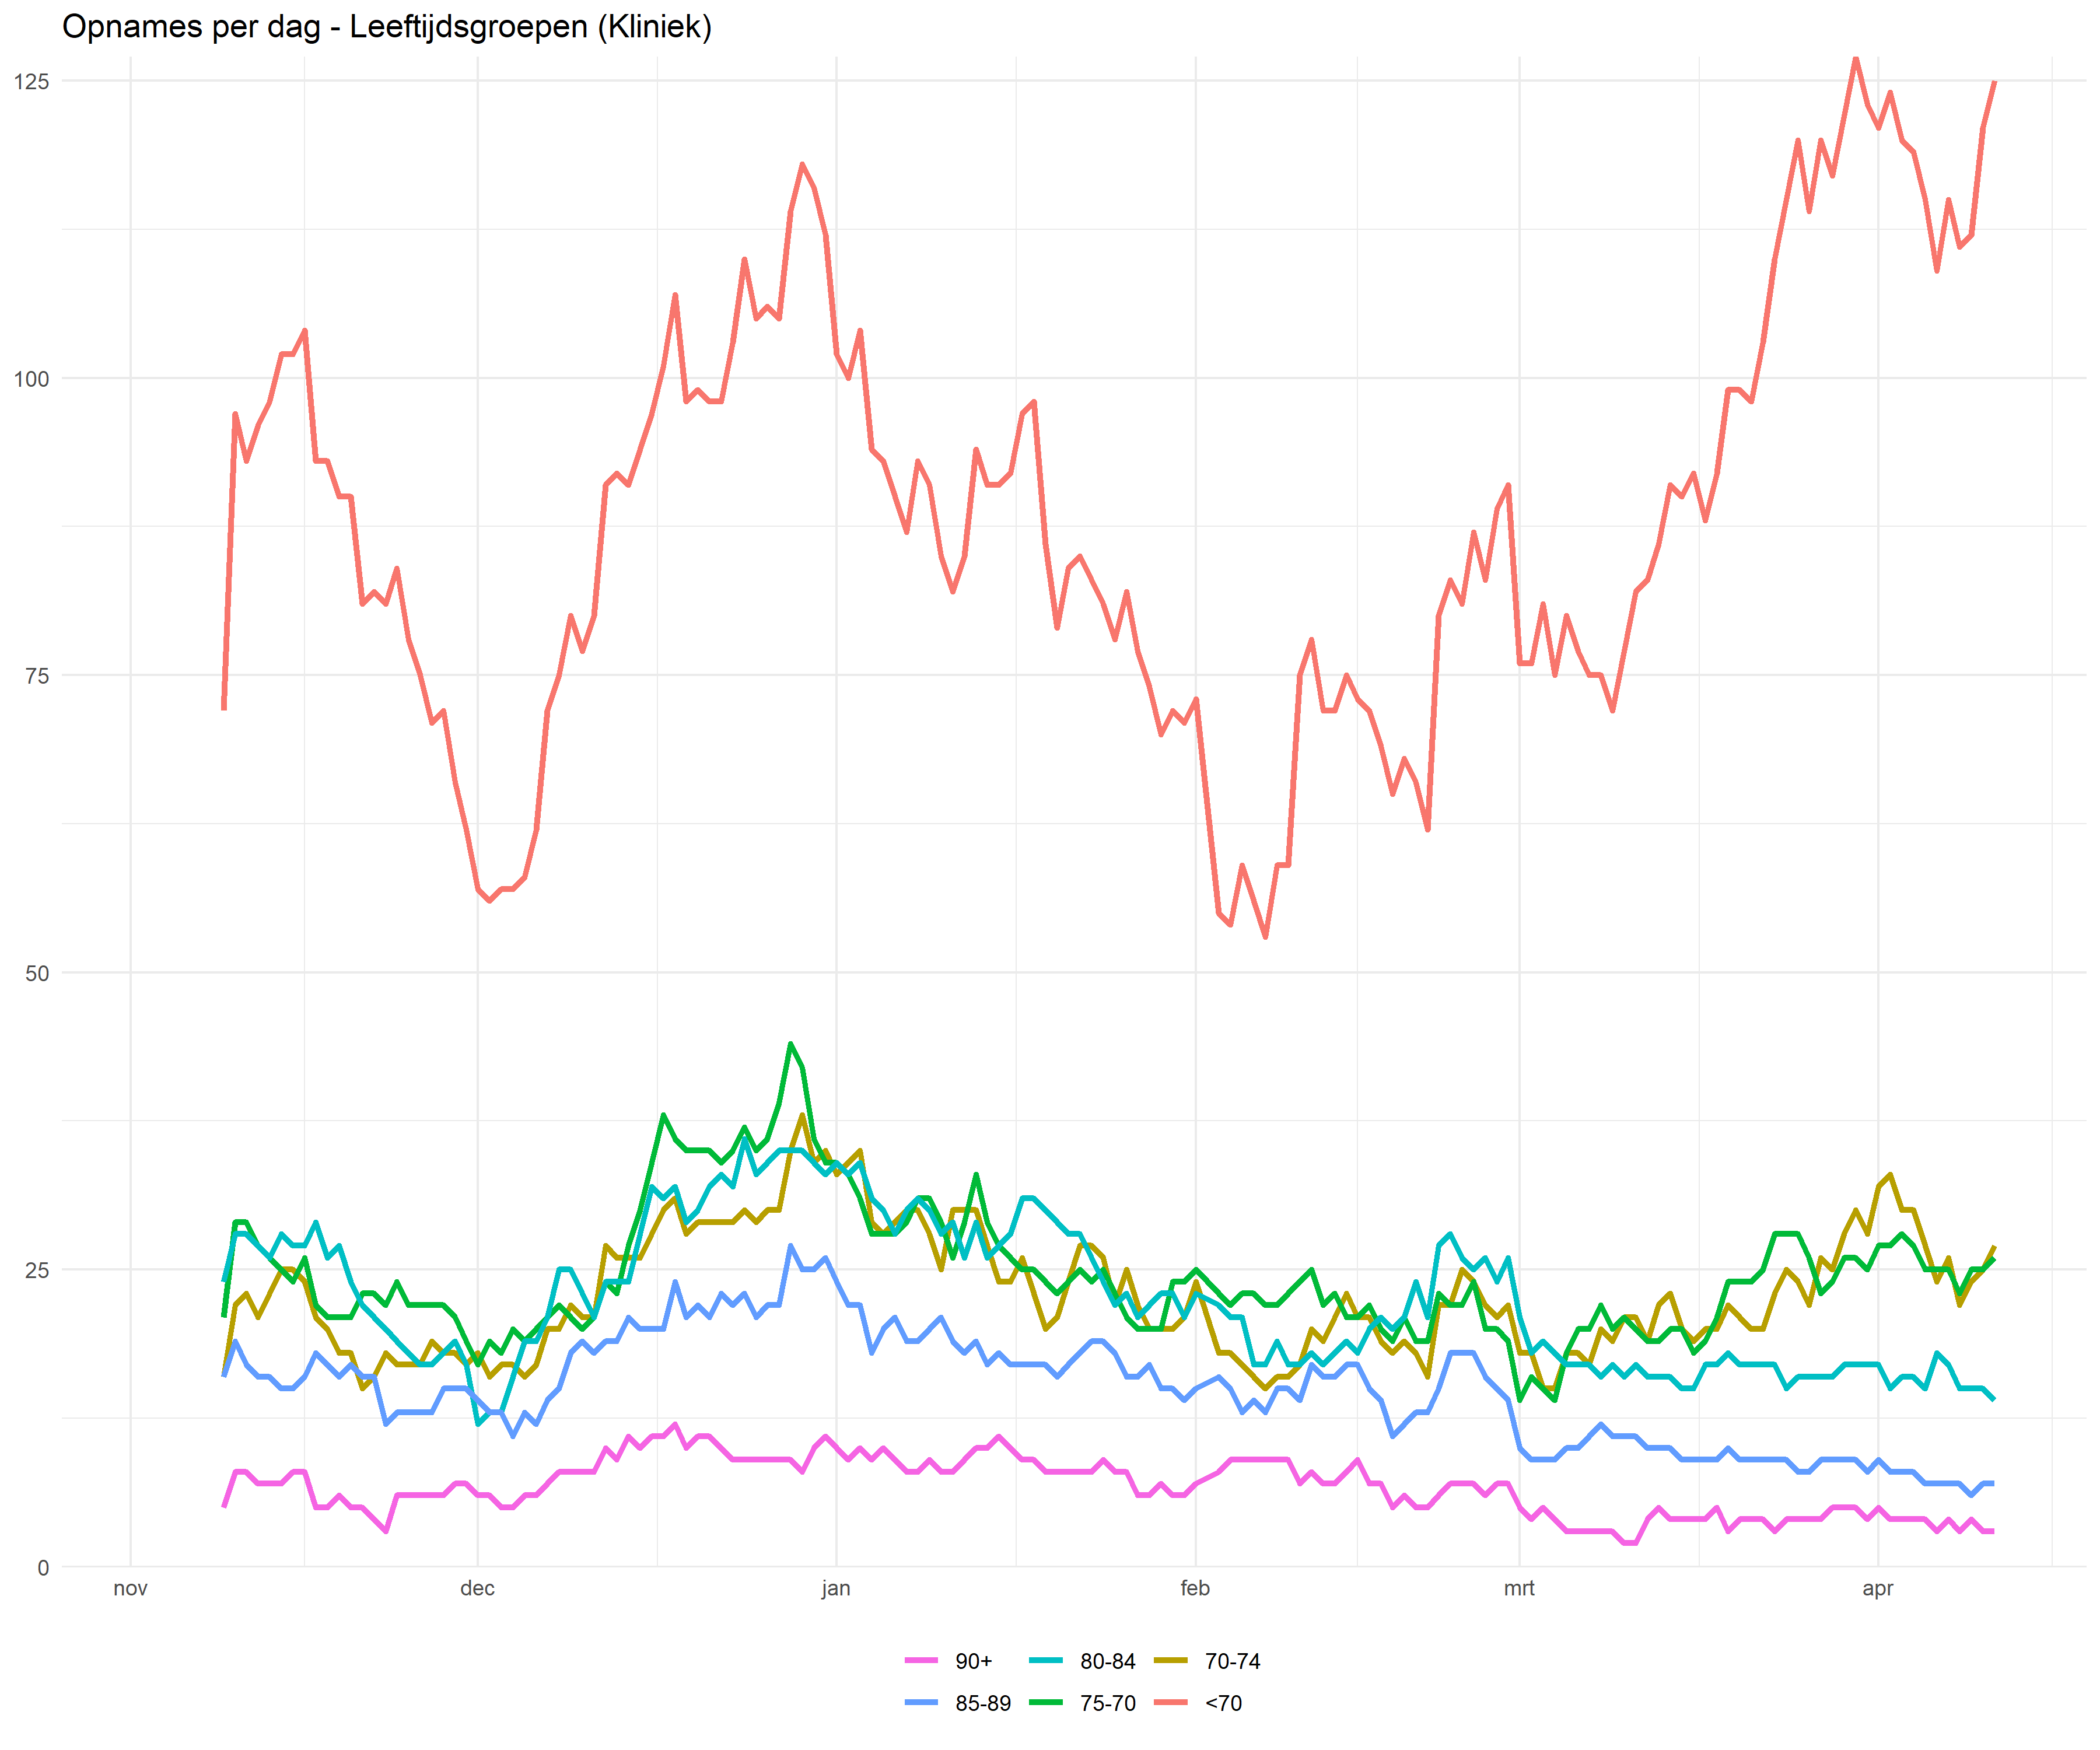 Opnames per dag - Leeftijdsgroepen (Kliniek)
125
100
75
50
25
0
nov dec jan feb mrt apr
90+ 80-84 70-74
85-89 75-70 <70